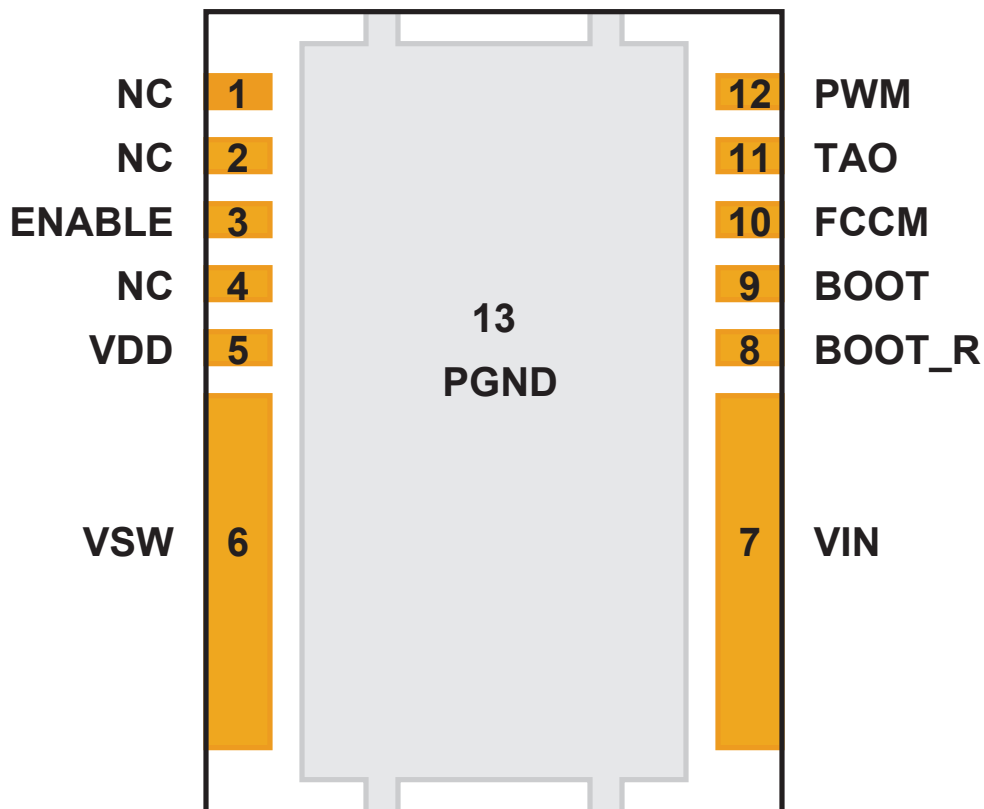 NC 1 12 PWM
NC 2 11 TAO
ENABLE 3 10 FCCM
NC 4 9 BOOT
13
VDD 5 8 BOOT_R
PGND
VSW 6 7 VIN